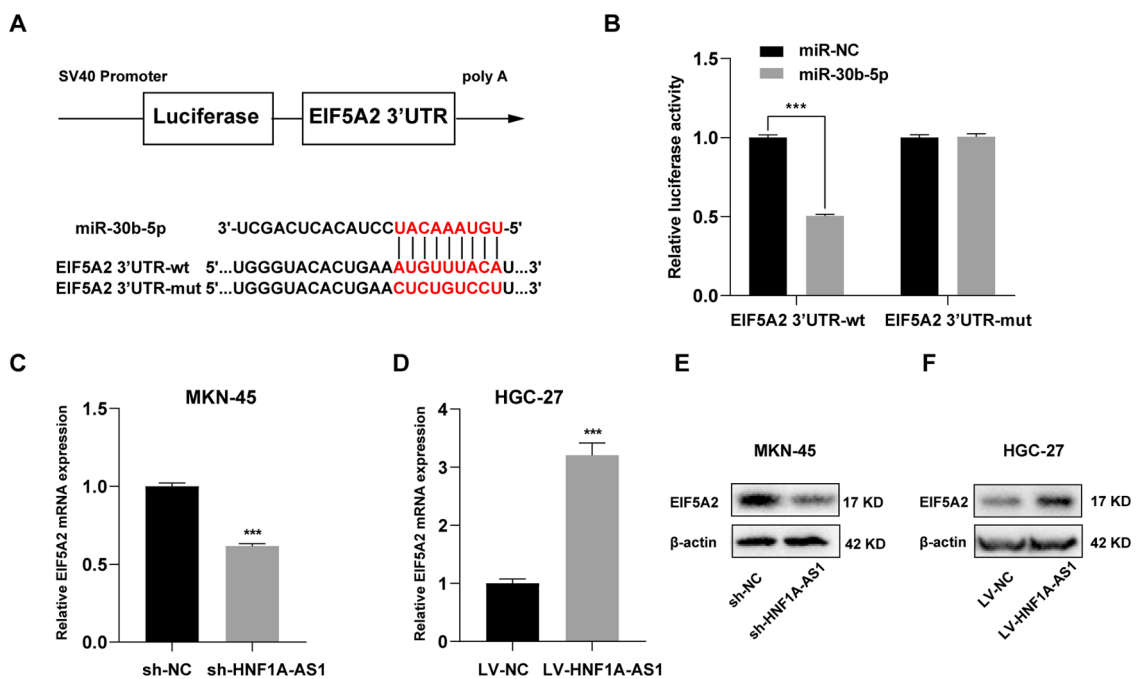 A
SV40 Promoter
poly A
Luciferase
EIF5A2 3’UTR
miR-30b-5p 3'-UCGACUCACAUCCUACAAAUGU-5'
EIF5A2 3’UTR-wt 5'...UGGGUACACUGAAAUGUUUACAU...3'
EIF5A2 3’UTR-mut 5'...UGGGUACACUGAACUCUGUCCUU...3'
B
miR-NC
miR-30b-5p
Relative luciferase activity
1.5
1.0
0.5
0.0
***
EIF5A2 3’UTR-wt
EIF5A2 3’UTR-mut
C
MKN-45
Relative EIF5A2 mRNA expression
1.5
1.0
0.5
0.0
***
sh-NC
sh-HNF1A-AS1
D
HGC-27
Relative EIF5A2 mRNA expression
4
3
2
1
0
***
LV-NC
LV-HNF1A-AS1
E
MKN-45
EIF5A2
17 KD
β-actin
42 KD
sh-NC
sh-HNF1A-AS1
F
HGC-27
EIF5A2
17 KD
β-actin
42 KD
LV-NC
LV-HNF1A-AS1